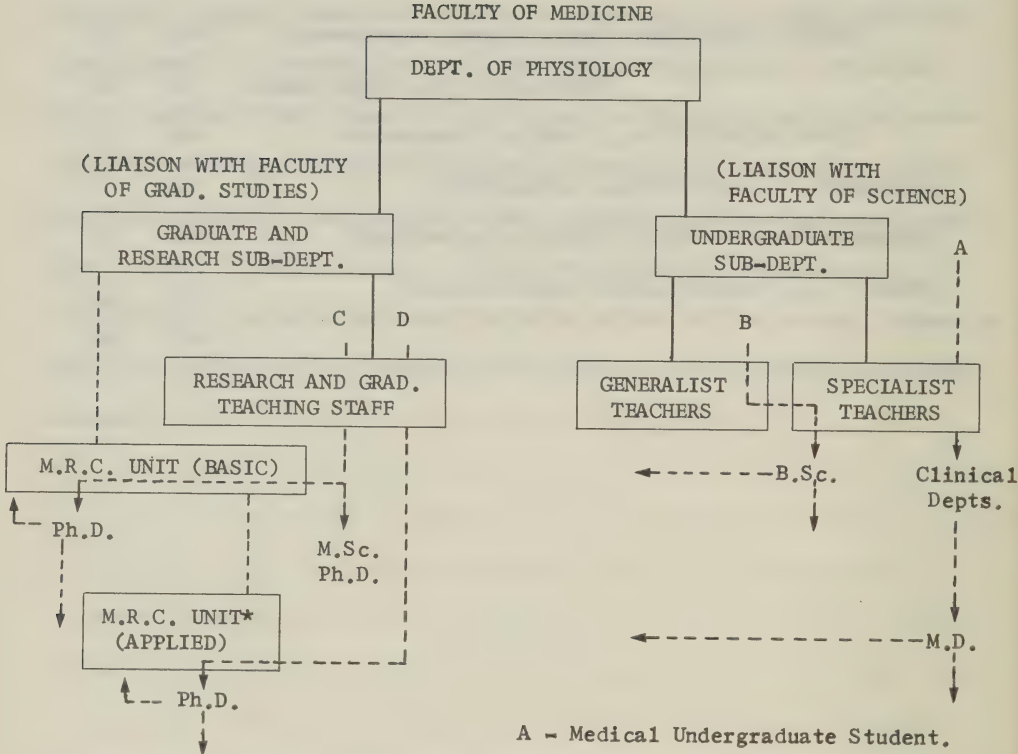 FACULTY OF MEDICINE
DEPT. OF PHYSIOLOGY
(LIAISON WITH FACULTY
OF GRAD. STUDIES)
(LIAISON WITH
FACULTY OF SCIENCE)
GRADUATE AND
RESEARCH SUB-DEPT.
UNDERGRADUATE
SUB-DEPT.
A
C D
B
RESEARCH AND GRAD.
TEACHING STAFF
GENERALIST
TEACHERS
SPECIALIST
TEACHERS
M.R.C. UNIT (BASIC)
B.Sc.
Clinical
Depts.
Ph.D.
M.Sc.
Ph.D.
M.R.C. UNIT*
(APPLIED)
M.D.
Ph.D.
A - Medical Undergraduate Student.